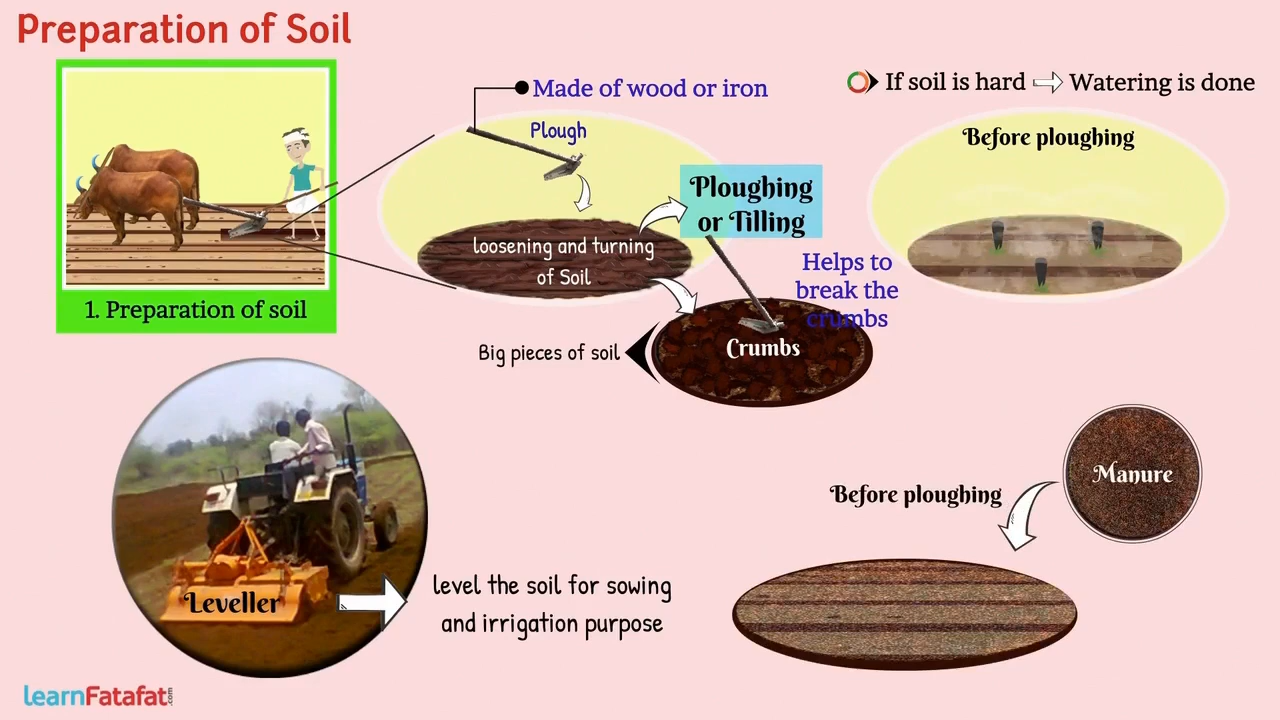 Preparation of Soil
1. Preparation of soil
Made of wood or iron
Plough
loosening and turning
of Soil
Ploughing
or Tilling
Helps to
break the
crumbs
Big pieces of soil
Crumbs
If soil is hard
Watering is done
Before ploughing
Leveller
level the soil for sowing
and irrigation purpose
Before ploughing
Manure
learnFatafat.com